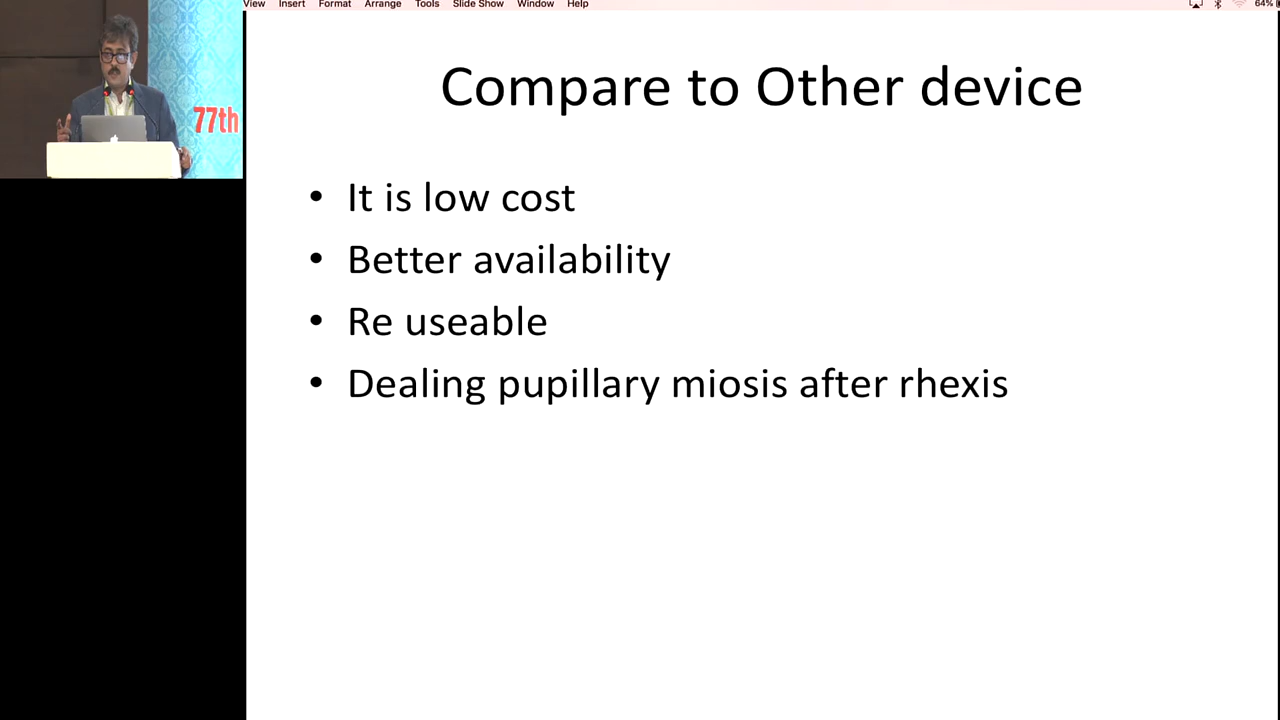 View Insert Format Arrange Tools Slide Show Window Help 64%
77th
Compare to Other device
• It is low cost
• Better availability
• Re useable
• Dealing pupillary miosis after rhexis